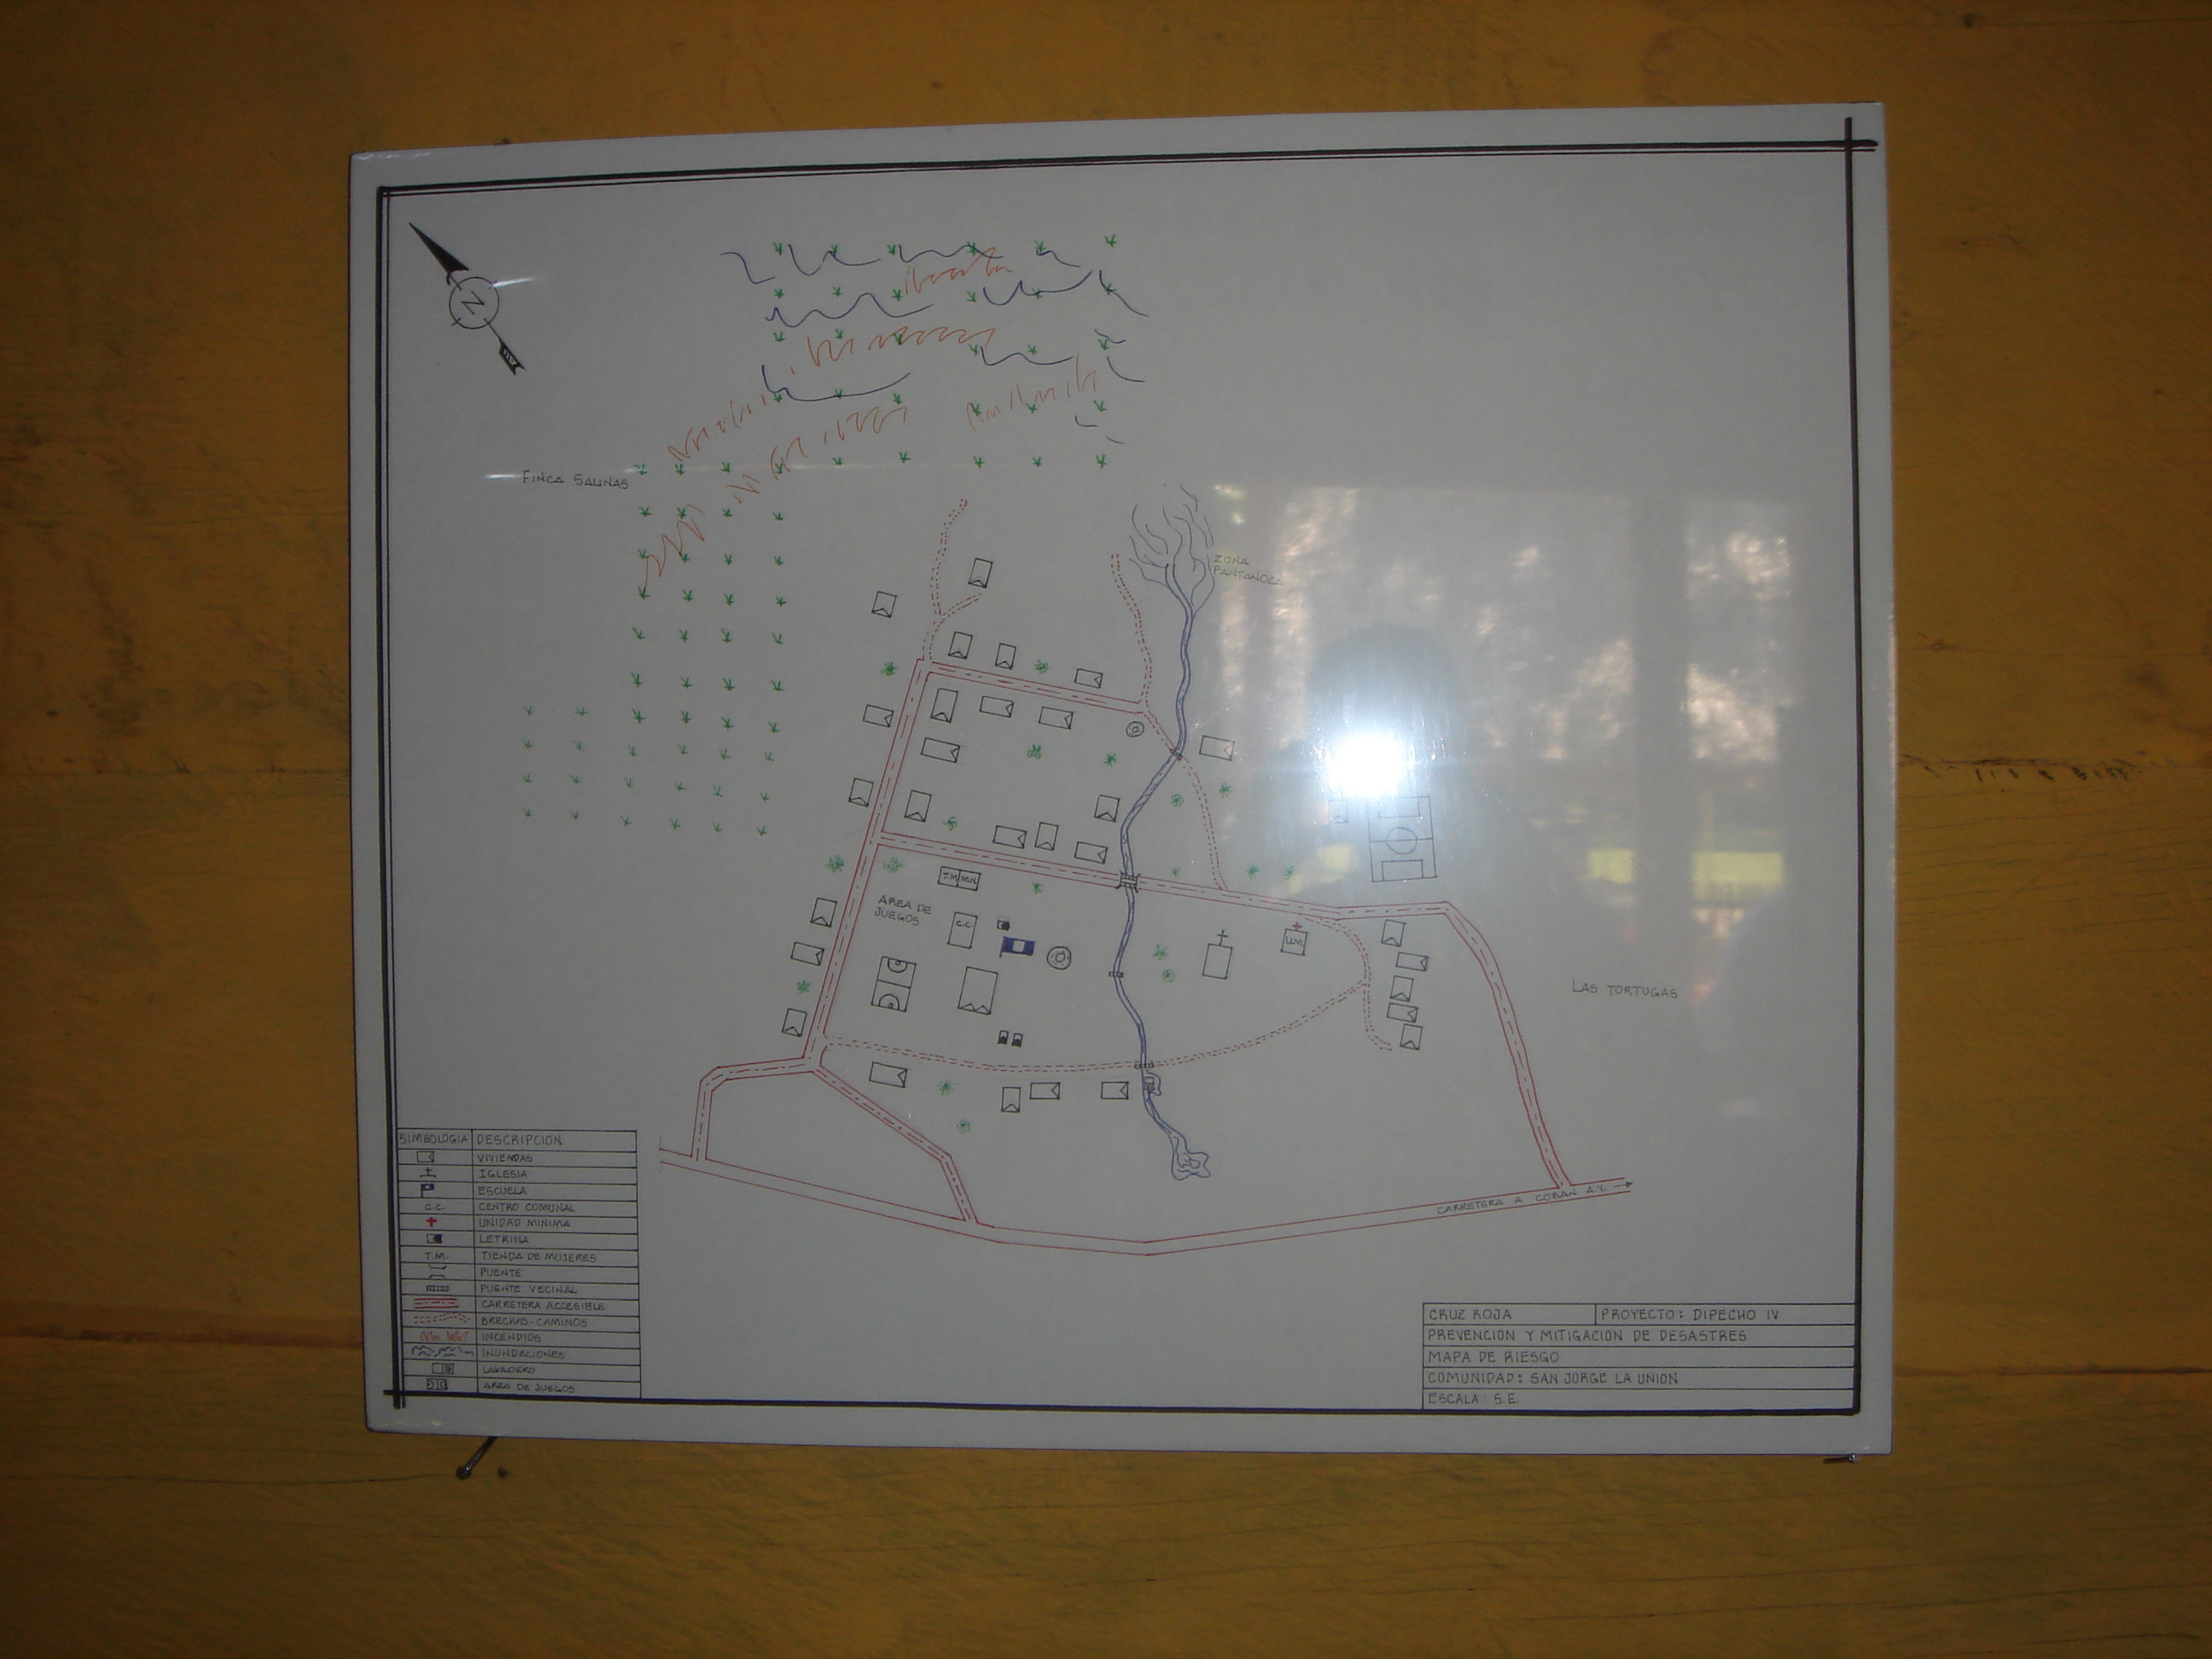 N
FINCA SALINAS
ZONA
PANTANOZA
T.M.
AREA DE
JUEGOS
C.C.
U.M.
LAS TORTUGAS
CARRETERA A COBAN A.V.
SIMBOLOGIA DESCRIPCION
VIVIENDAS
IGLESIA
ESCUELA
C.C. CENTRO COMUNAL
UNIDAD MINIMA
LETRINA
T.M. TIENDA DE MUJERES
PUENTE
PUENTE VECINAL
CARRETERA ACCESIBLE
BRECHAS-CAMINOS
INCENDIOS
INUNDACIONES
LAVADERO
AREA DE JUEGOS
CRUZ ROJA PROYECTO: DIPECHO IV
PREVENCION Y MITIGACION DE DESASTRES
MAPA DE RIESGO
COMUNIDAD: SAN JORGE LA UNION
ESCALA: S.E.